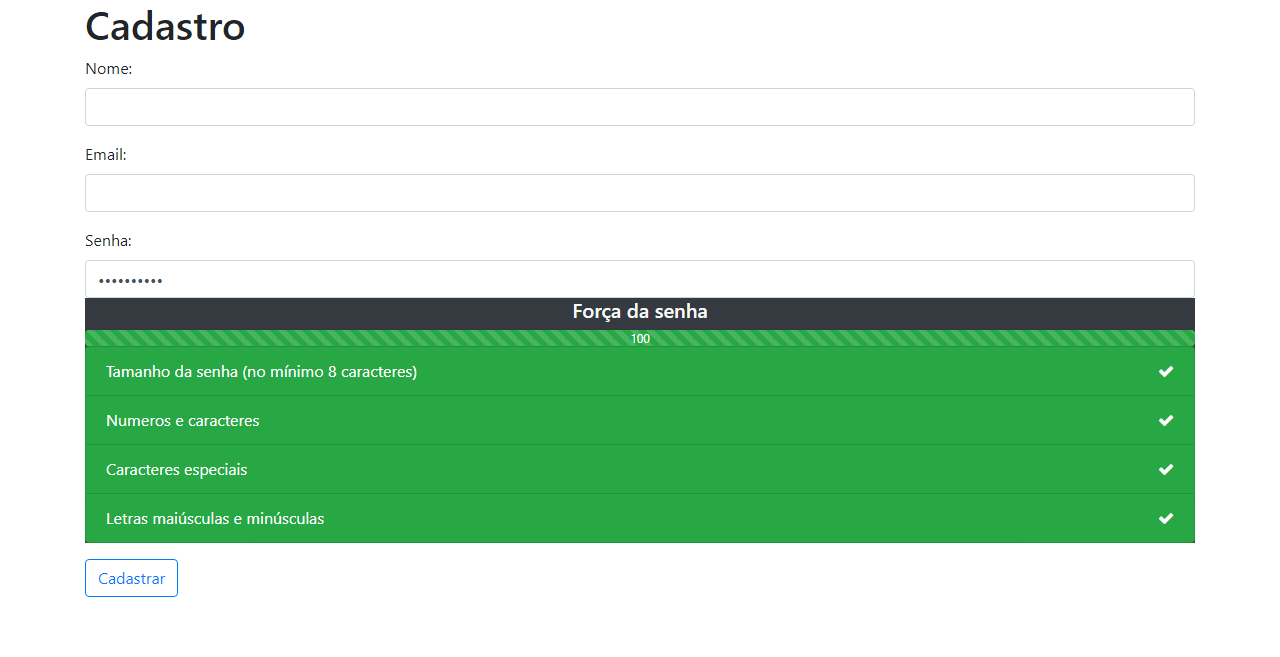 Cadastro
Nome:
Email:
Senha:
••••••••••
Força da senha
100
Tamanho da senha (no mínimo 8 caracteres)
Numeros e caracteres
Caracteres especiais
Letras maiúsculas e minúsculas
Cadastrar